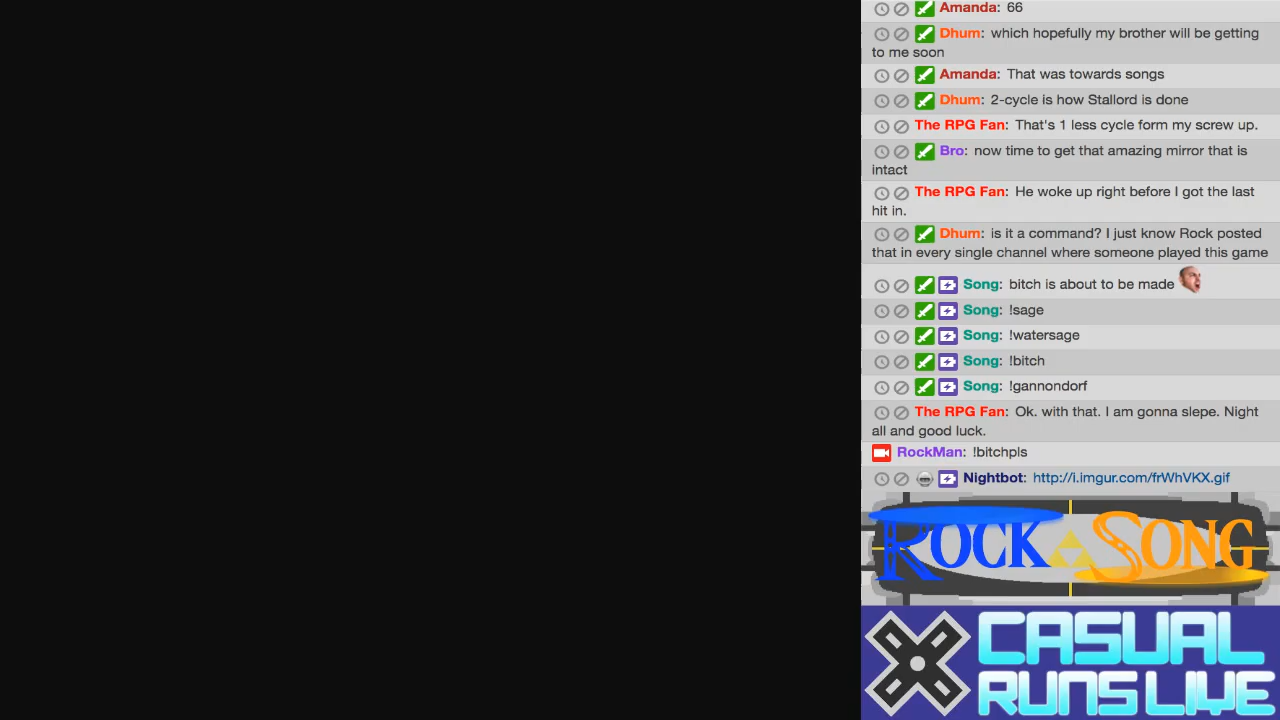 Amanda: 66
Dhum: which hopefully my brother will be getting
to me soon
Amanda: That was towards songs
Dhum: 2-cycle is how Stallord is done
The RPG Fan: That's 1 less cycle form my screw up.
Bro: now time to get that amazing mirror that is
intact
The RPG Fan: He woke up right before I got the last
hit in.
Dhum: is it a command? I just know Rock posted
that in every single channel where someone played this game
Song: bitch is about to be made
Song: !sage
Song: !watersage
Song: !bitch
Song: !gannondorf
The RPG Fan: Ok. with that. I am gonna slepe. Night
all and good luck.
RockMan: !bitchpls
Nightbot: http://i.imgur.com/frWhVKX.gif
ROCK SONG
CASUAL
RUNS LIVE